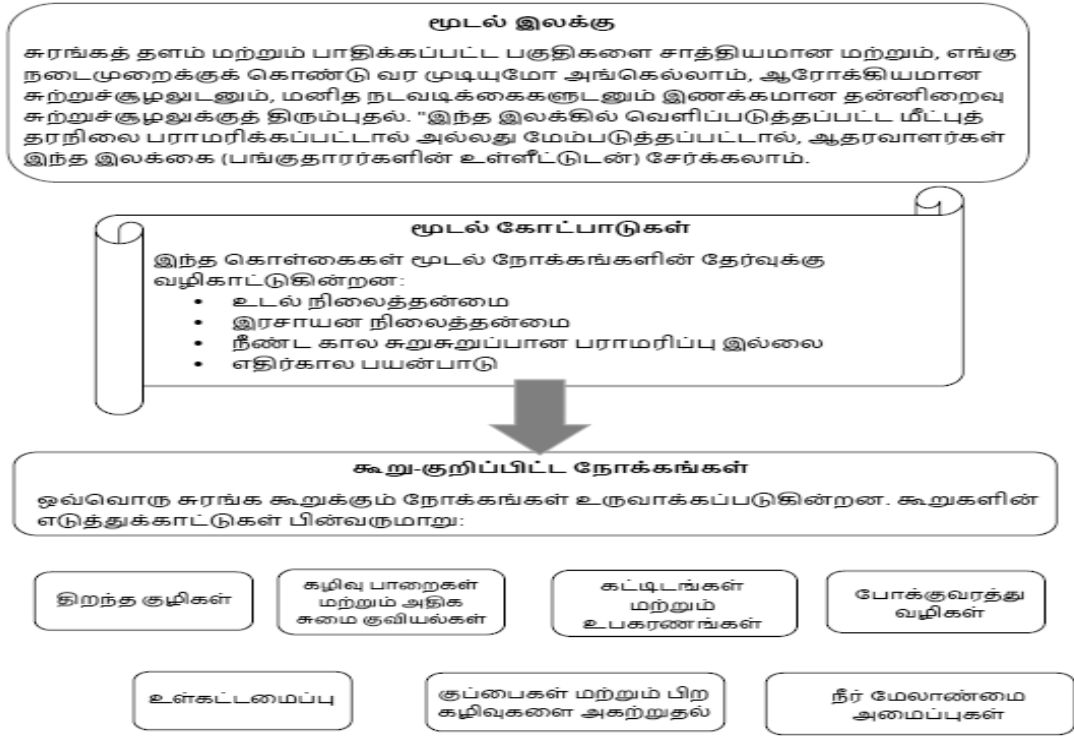 மூடல் இலக்கு
சுரங்கத் தளம் மற்றும் பாதிக்கப்பட்ட பகுதிகளை சாத்தியமான மற்றும், எங்கு
நடைமுறைக்குக் கொண்டு வர முடியுமோ அங்கெல்லாம், ஆரோக்கியமான
சுற்றுச்சூழலுடனும், மனித நடவடிக்கைகளுடனும் இணக்கமான தன்னிறைவு
சுற்றுச்சூழலுக்குத் திரும்புதல். "இந்த இலக்கில் வெளிப்படுத்தப்பட்ட மீட்புத்
தரநிலை பராமரிக்கப்பட்டால் அல்லது மேம்படுத்தப்பட்டால், ஆதரவாளர்கள்
இந்த இலக்கை (பங்குதாரர்களின் உள்ளீட்டுடன்) சேர்க்கலாம்.
மூடல் கோட்பாடுகள்
இந்த கொள்கைகள் மூடல் நோக்கங்களின் தேர்வுக்கு
வழிகாட்டுகின்றன:
• உடல் நிலைத்தன்மை
• இரசாயன நிலைத்தன்மை
• நீண்ட கால சுறுசுறுப்பான பராமரிப்பு இல்லை
• எதிர்கால பயன்பாடு
கூறு-குறிப்பிட்ட நோக்கங்கள்
ஒவ்வொரு சுரங்க கூறுக்கும் நோக்கங்கள் உருவாக்கப்படுகின்றன. கூறுகளின்
எடுத்துக்காட்டுகள் பின்வருமாறு:
திறந்த குழிகள்
கழிவு பாறைகள்
மற்றும் அதிக
சுமை குவியல்கள்
கட்டிடங்கள்
மற்றும்
உபகரணங்கள்
போக்குவரத்து
வழிகள்
உள்கட்டமைப்பு
குப்பைகள் மற்றும் பிற
கழிவுகளை அகற்றுதல்
நீர் மேலாண்மை
அமைப்புகள்